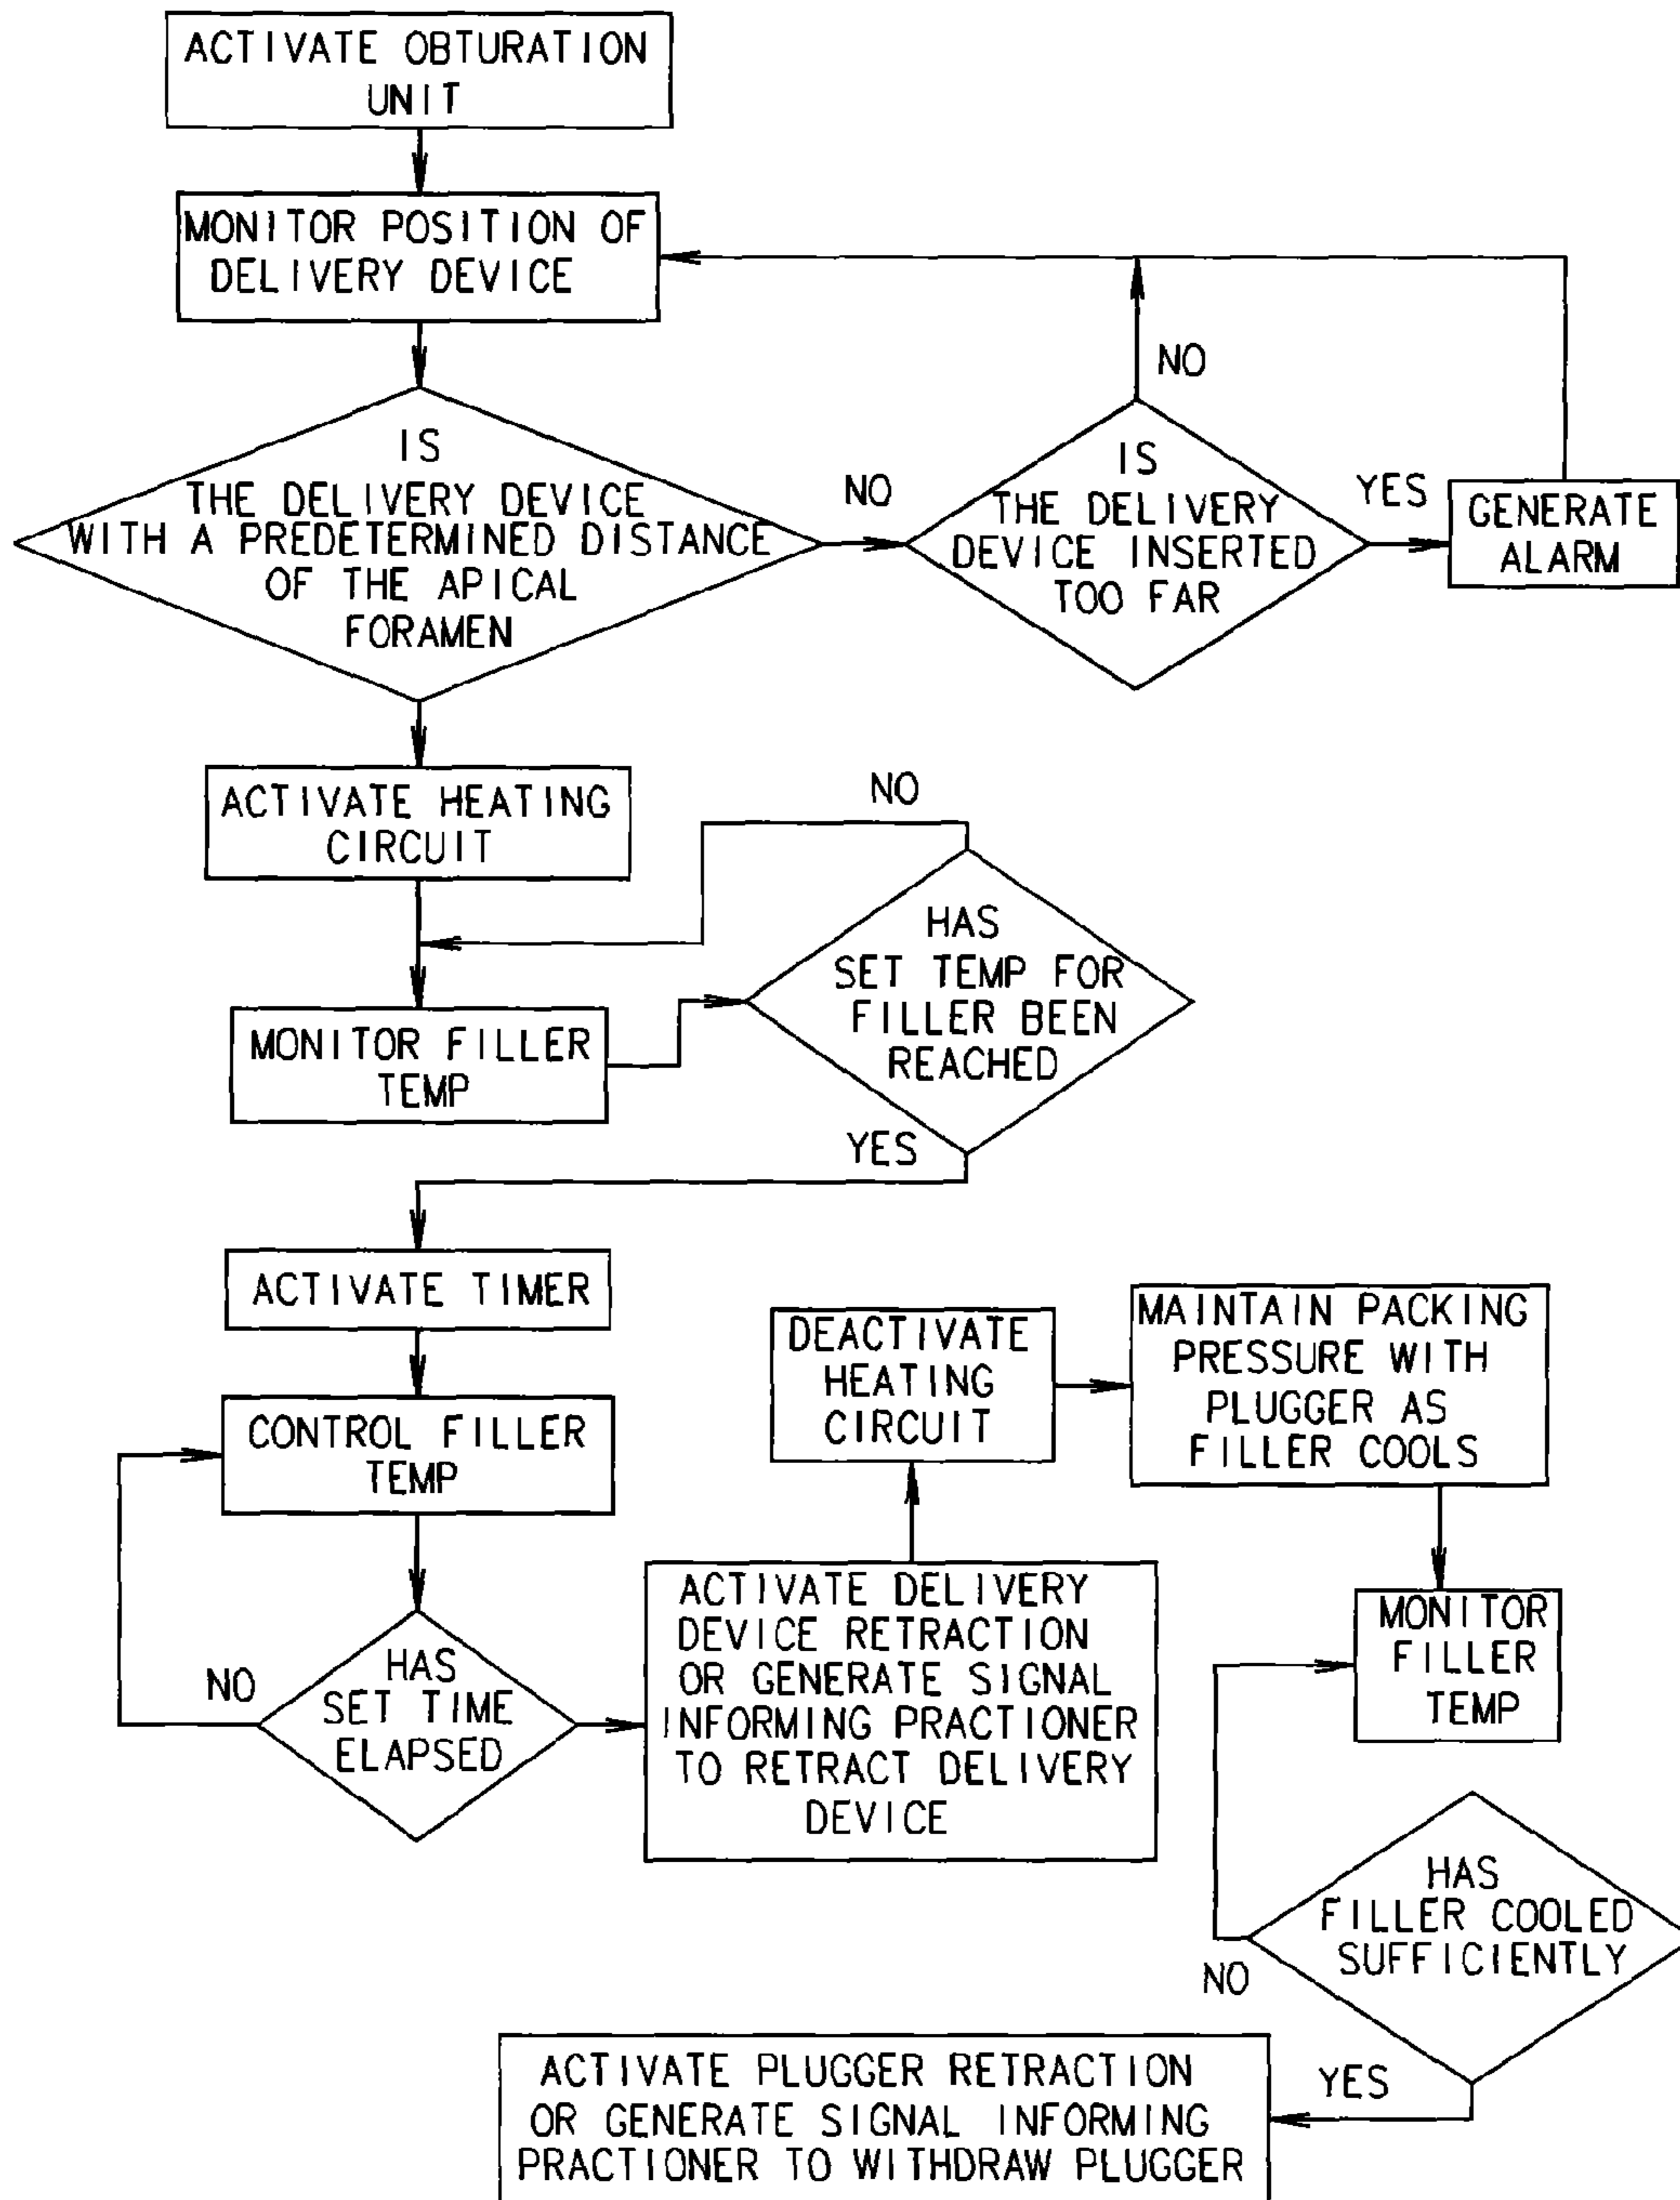 ACTIVATE OBTURATION
UNIT
MONITOR POSITION OF
DELIVERY DEVICE
IS
THE DELIVERY DEVICE
WITH A PREDETERMINED DISTANCE
OF THE APICAL
FORAMEN
NO
IS
THE DELIVERY
DEVICE INSERTED
TOO FAR
NO
YES
GENERATE
ALARM
ACTIVATE HEATING
CIRCUIT
NO
HAS
SET TEMP FOR
FILLER BEEN
REACHED
MONITOR FILLER
TEMP
YES
ACTIVATE TIMER
CONTROL FILLER
TEMP
NO
HAS
SET TIME
ELAPSED
ACTIVATE DELIVERY
DEVICE RETRACTION
OR GENERATE SIGNAL
INFORMING PRACTIONER
TO RETRACT DELIVERY
DEVICE
DEACTIVATE
HEATING
CIRCUIT
MAINTAIN PACKING
PRESSURE WITH
PLUGGER AS
FILLER COOLS
MONITOR
FILLER
TEMP
HAS
FILLER COOLED
SUFFICIENTLY
NO
YES
ACTIVATE PLUGGER RETRACTION
OR GENERATE SIGNAL INFORMING
PRACTIONER TO WITHDRAW PLUGGER